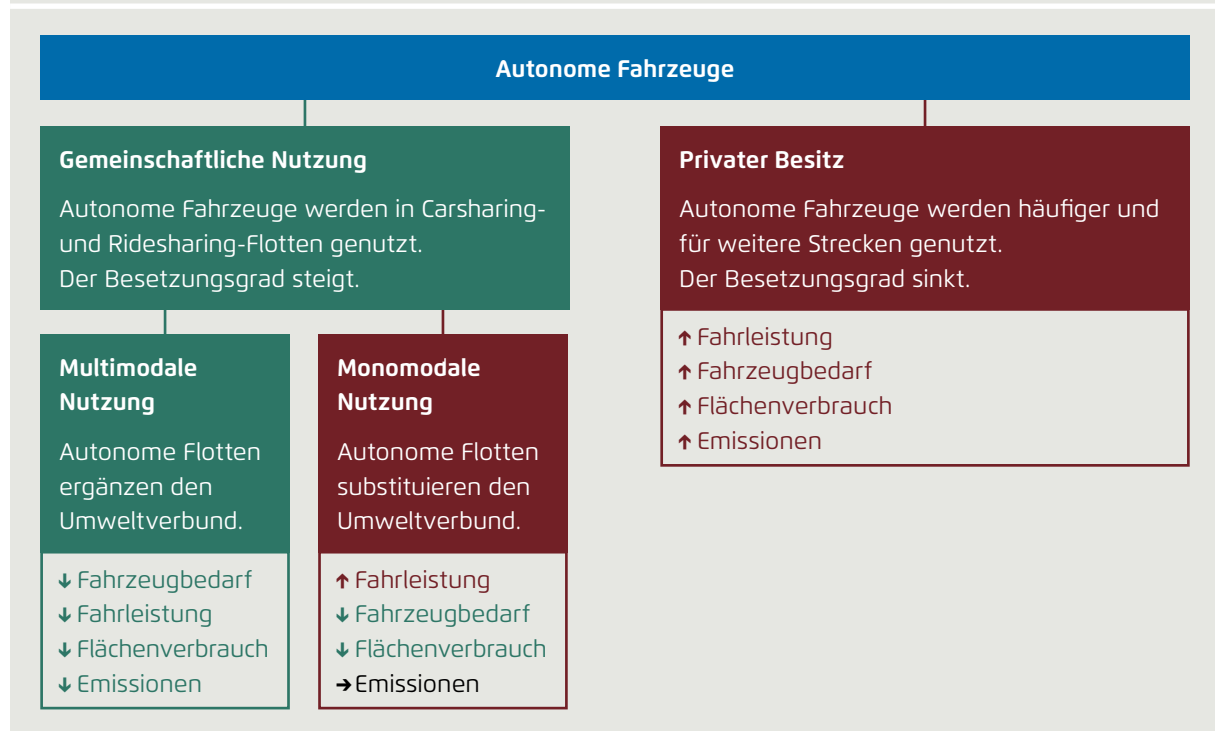 Autonome Fahrzeuge
Gemeinschaftliche Nutzung
Autonome Fahrzeuge werden in Carsharing-
und Ridesharing-Flotten genutzt.
Der Besetzungsgrad steigt.
Multimodale
Nutzung
Autonome Flotten
ergänzen den
Umweltverbund.
↓ Fahrzeugbedarf
↓ Fahrleistung
↓ Flächenverbrauch
↓ Emissionen
Monomodale
Nutzung
Autonome Flotten
substituieren den
Umweltverbund.
↑ Fahrleistung
↓ Fahrzeugbedarf
↓ Flächenverbrauch
→ Emissionen
Privater Besitz
Autonome Fahrzeuge werden häufiger und
für weitere Strecken genutzt.
Der Besetzungsgrad sinkt.
↑ Fahrleistung
↑ Fahrzeugbedarf
↑ Flächenverbrauch
↑ Emissionen